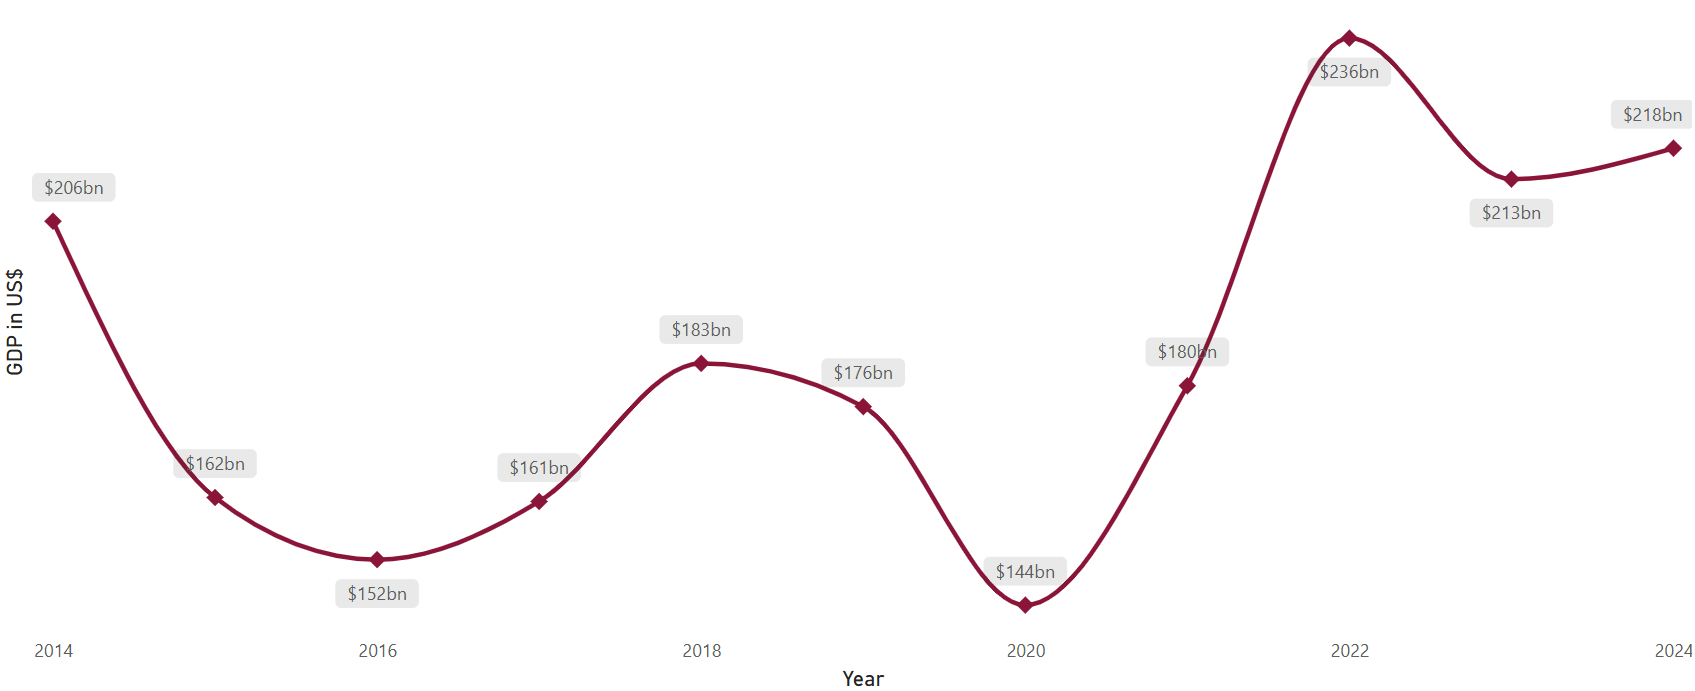 $236bn
$218bn
$206bn
$213bn
$183bn
$180bn
$176bn
$162bn
$161bn
$144bn
$152bn
GDP in US$
2014 2016 2018 2020 2022 2024
Year